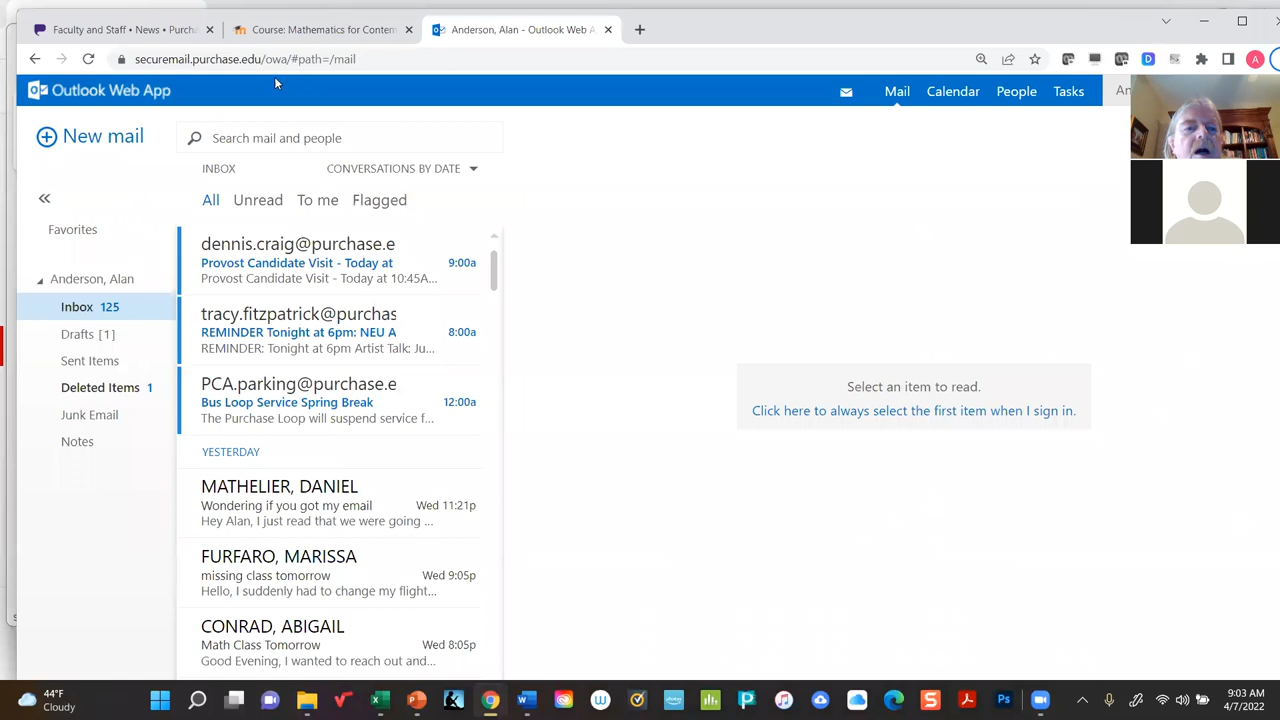 Faculty and Staff • News • Purcha
Course: Mathematics for Contem
Anderson, Alan - Outlook Web A
securemail.purchase.edu/owa/#path=/mail
D
A
Outlook Web App
Mail
Calendar
People
Tasks
An
New mail
Search mail and people
INBOX
CONVERSATIONS BY DATE
All
Unread
To me
Flagged
Favorites
Anderson, Alan
Inbox 125
Drafts [1]
Sent Items
Deleted Items 1
Junk Email
Notes
dennis.craig@purchase.e
Provost Candidate Visit - Today at
9:00a
Provost Candidate Visit - Today at 10:45A...
tracy.fitzpatrick@purchas
REMINDER Tonight at 6pm: NEU A
8:00a
REMINDER: Tonight at 6pm Artist Talk: Ju...
PCA.parking@purchase.e
Bus Loop Service Spring Break
12:00a
The Purchase Loop will suspend service f...
YESTERDAY
MATHELIER, DANIEL
Wondering if you got my email
Wed 11:21p
Hey Alan, I just read that we were going ...
FURFARO, MARISSA
missing class tomorrow
Wed 9:05p
Hello, I suddenly had to change my flight...
CONRAD, ABIGAIL
Math Class Tomorrow
Wed 8:05p
Good Evening, I wanted to reach out and...
Select an item to read.
Click here to always select the first item when I sign in.
44°F
Cloudy
9:03 AM
4/7/2022